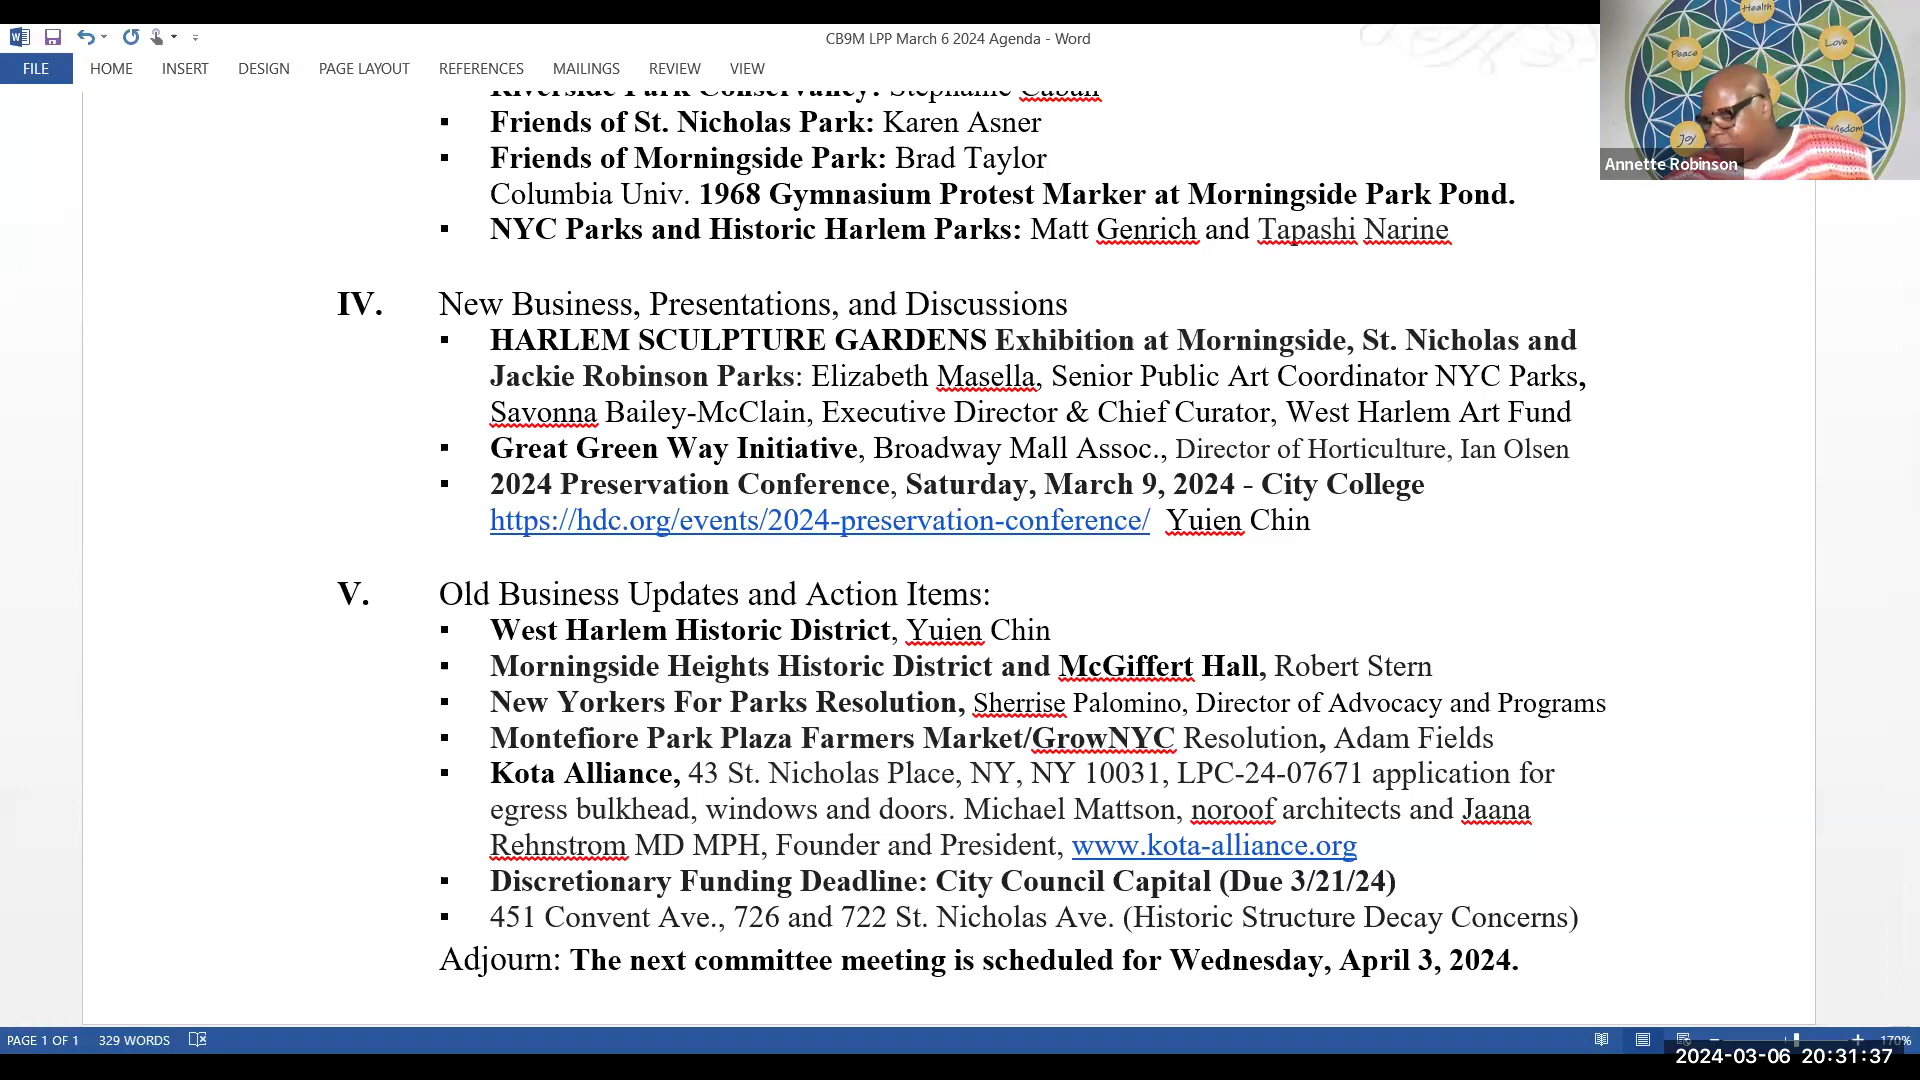 CB9M LPP March 6 2024 Agenda - Word
FILE HOME INSERT DESIGN PAGE LAYOUT REFERENCES MAILINGS REVIEW VIEW
Health
Peace
Love
Joy
Wisdom
Annette Robinson
Riverside Park Conservancy: Stephanie Caban
▪ Friends of St. Nicholas Park: Karen Asner
▪ Friends of Morningside Park: Brad Taylor
Columbia Univ. 1968 Gymnasium Protest Marker at Morningside Park Pond.
▪ NYC Parks and Historic Harlem Parks: Matt Genrich and Tapashi Narine
IV. New Business, Presentations, and Discussions
▪ HARLEM SCULPTURE GARDENS Exhibition at Morningside, St. Nicholas and
Jackie Robinson Parks: Elizabeth Masella, Senior Public Art Coordinator NYC Parks,
Savonna Bailey-McClain, Executive Director & Chief Curator, West Harlem Art Fund
▪ Great Green Way Initiative, Broadway Mall Assoc., Director of Horticulture, Ian Olsen
▪ 2024 Preservation Conference, Saturday, March 9, 2024 - City College
https://hdc.org/events/2024-preservation-conference/ Yuien Chin
V. Old Business Updates and Action Items:
▪ West Harlem Historic District, Yuien Chin
▪ Morningside Heights Historic District and McGiffert Hall, Robert Stern
▪ New Yorkers For Parks Resolution, Sherrise Palomino, Director of Advocacy and Programs
▪ Montefiore Park Plaza Farmers Market/GrowNYC Resolution, Adam Fields
▪ Kota Alliance, 43 St. Nicholas Place, NY, NY 10031, LPC-24-07671 application for
egress bulkhead, windows and doors. Michael Mattson, noroof architects and Jaana
Rehnstrom MD MPH, Founder and President, www.kota-alliance.org
▪ Discretionary Funding Deadline: City Council Capital (Due 3/21/24)
▪ 451 Convent Ave., 726 and 722 St. Nicholas Ave. (Historic Structure Decay Concerns)
Adjourn: The next committee meeting is scheduled for Wednesday, April 3, 2024.
PAGE 1 OF 1 329 WORDS 170%
2024-03-06 20:31:37